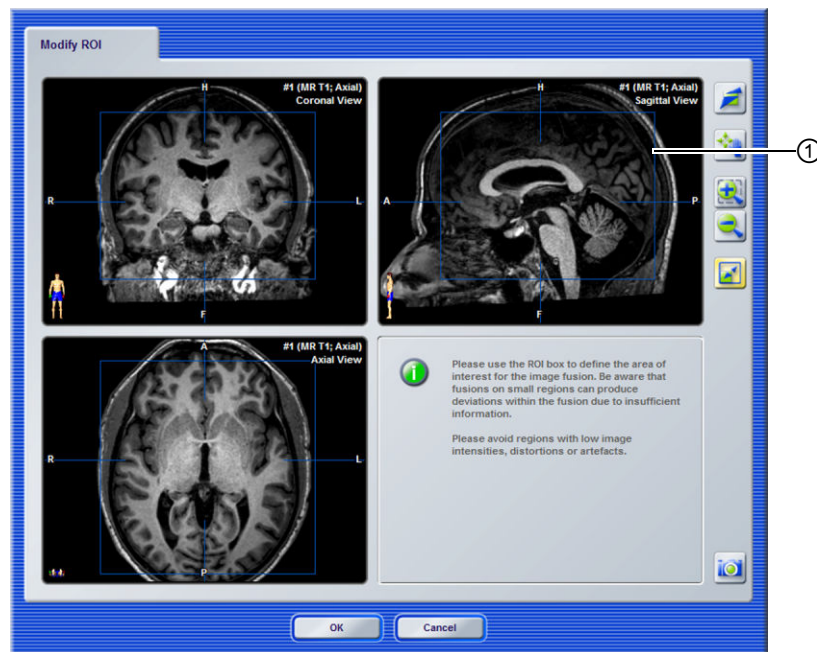 Modify ROI
#1 (MR T1; Axial)
Coronal View
H
R
L
F
#1 (MR T1; Axial)
Sagittal View
H
A
P
F
①
#1 (MR T1; Axial)
Axial View
A
R
L
P
Please use the ROI box to define the area of
interest for the image fusion. Be aware that
fusions on small regions can produce
deviations within the fusion due to insufficient
information.
Please avoid regions with low image
intensities, distortions or artefacts.
OK
Cancel